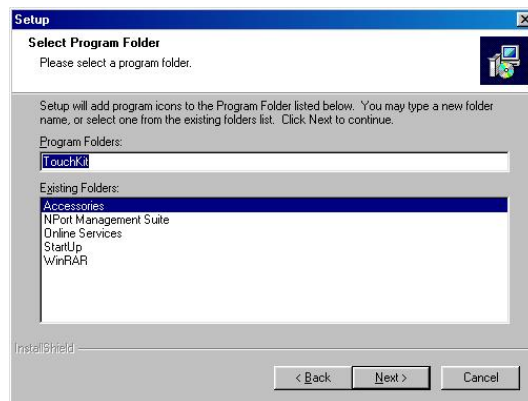 Setup
Select Program Folder
Please select a program folder.
Setup will add program icons to the Program Folder listed below. You may type a new folder
name, or select one from the existing folders list. Click Next to continue.
Program Folders:
TouchKit
Existing Folders:
Accessories
NPort Management Suite
Online Services
StartUp
WinRAR
InstallShield
< Back
Next >
Cancel